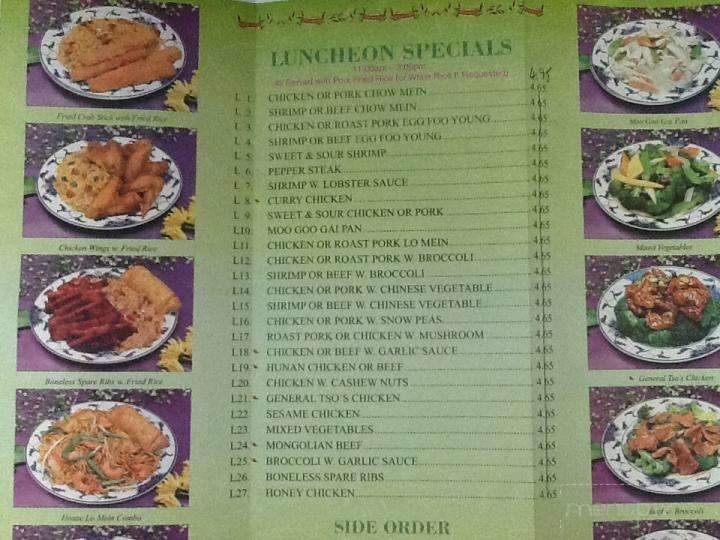 LUNCHEON SPECIALS
11:00am - 3:00pm
All Served with Pork Fried Rice (or White Rice If Requested)
4.95
L 1. CHICKEN OR PORK CHOW MEIN 4.65
L 2. SHRIMP OR BEEF CHOW MEIN 4.65
L 3. CHICKEN OR ROAST PORK EGG FOO YOUNG 4.65
L 4. SHRIMP OR BEEF EGG FOO YOUNG 4.65
L 5. SWEET & SOUR SHRIMP 4.65
L 6. PEPPER STEAK 4.65
L 7. SHRIMP W. LOBSTER SAUCE 4.65
L 8. CURRY CHICKEN 4.65
L 9. SWEET & SOUR CHICKEN OR PORK 4.65
L10. MOO GOO GAI PAN 4.65
L11. CHICKEN OR ROAST PORK LO MEIN 4.65
L12. CHICKEN OR ROAST PORK W. BROCCOLI 4.65
L13. SHRIMP OR BEEF W. BROCCOLI 4.65
L14. CHICKEN OR PORK W. CHINESE VEGETABLE 4.65
L15. SHRIMP OR BEEF W. CHINESE VEGETABLE 4.65
L16. CHICKEN OR PORK W. SNOW PEAS 4.65
L17. ROAST PORK OR CHICKEN W. MUSHROOM 4.65
L18. CHICKEN OR BEEF W. GARLIC SAUCE 4.65
L19. HUNAN CHICKEN OR BEEF 4.65
L20. CHICKEN W. CASHEW NUTS 4.65
L21. GENERAL TSO'S CHICKEN 4.65
L22. SESAME CHICKEN 4.65
L23. MIXED VEGETABLES 4.65
L24. MONGOLIAN BEEF 4.65
L25. BROCCOLI W. GARLIC SAUCE 4.65
L26. BONELESS SPARE RIBS 4.65
L27. HONEY CHICKEN 4.65
SIDE ORDER
Fried Crab Stick with Fried Rice
Chicken Wings w. Fried Rice
Boneless Spare Ribs w. Fried Rice
House Lo Mein Combo
Moo Goo Gai Pan
Mixed Vegetables
General Tso's Chicken
Beef w. Broccoli